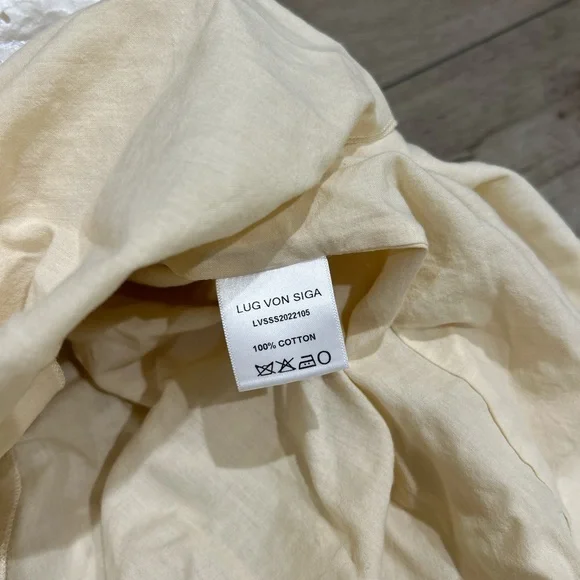 LUG VON SIGA
LVSSS2022105
100% COTTON